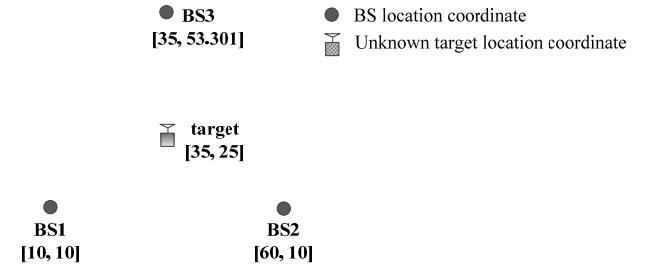 BS3
[35, 53.301]
BS location coordinate
Unknown target location coordinate
target
[35, 25]
BS1
[10, 10]
BS2
[60, 10]